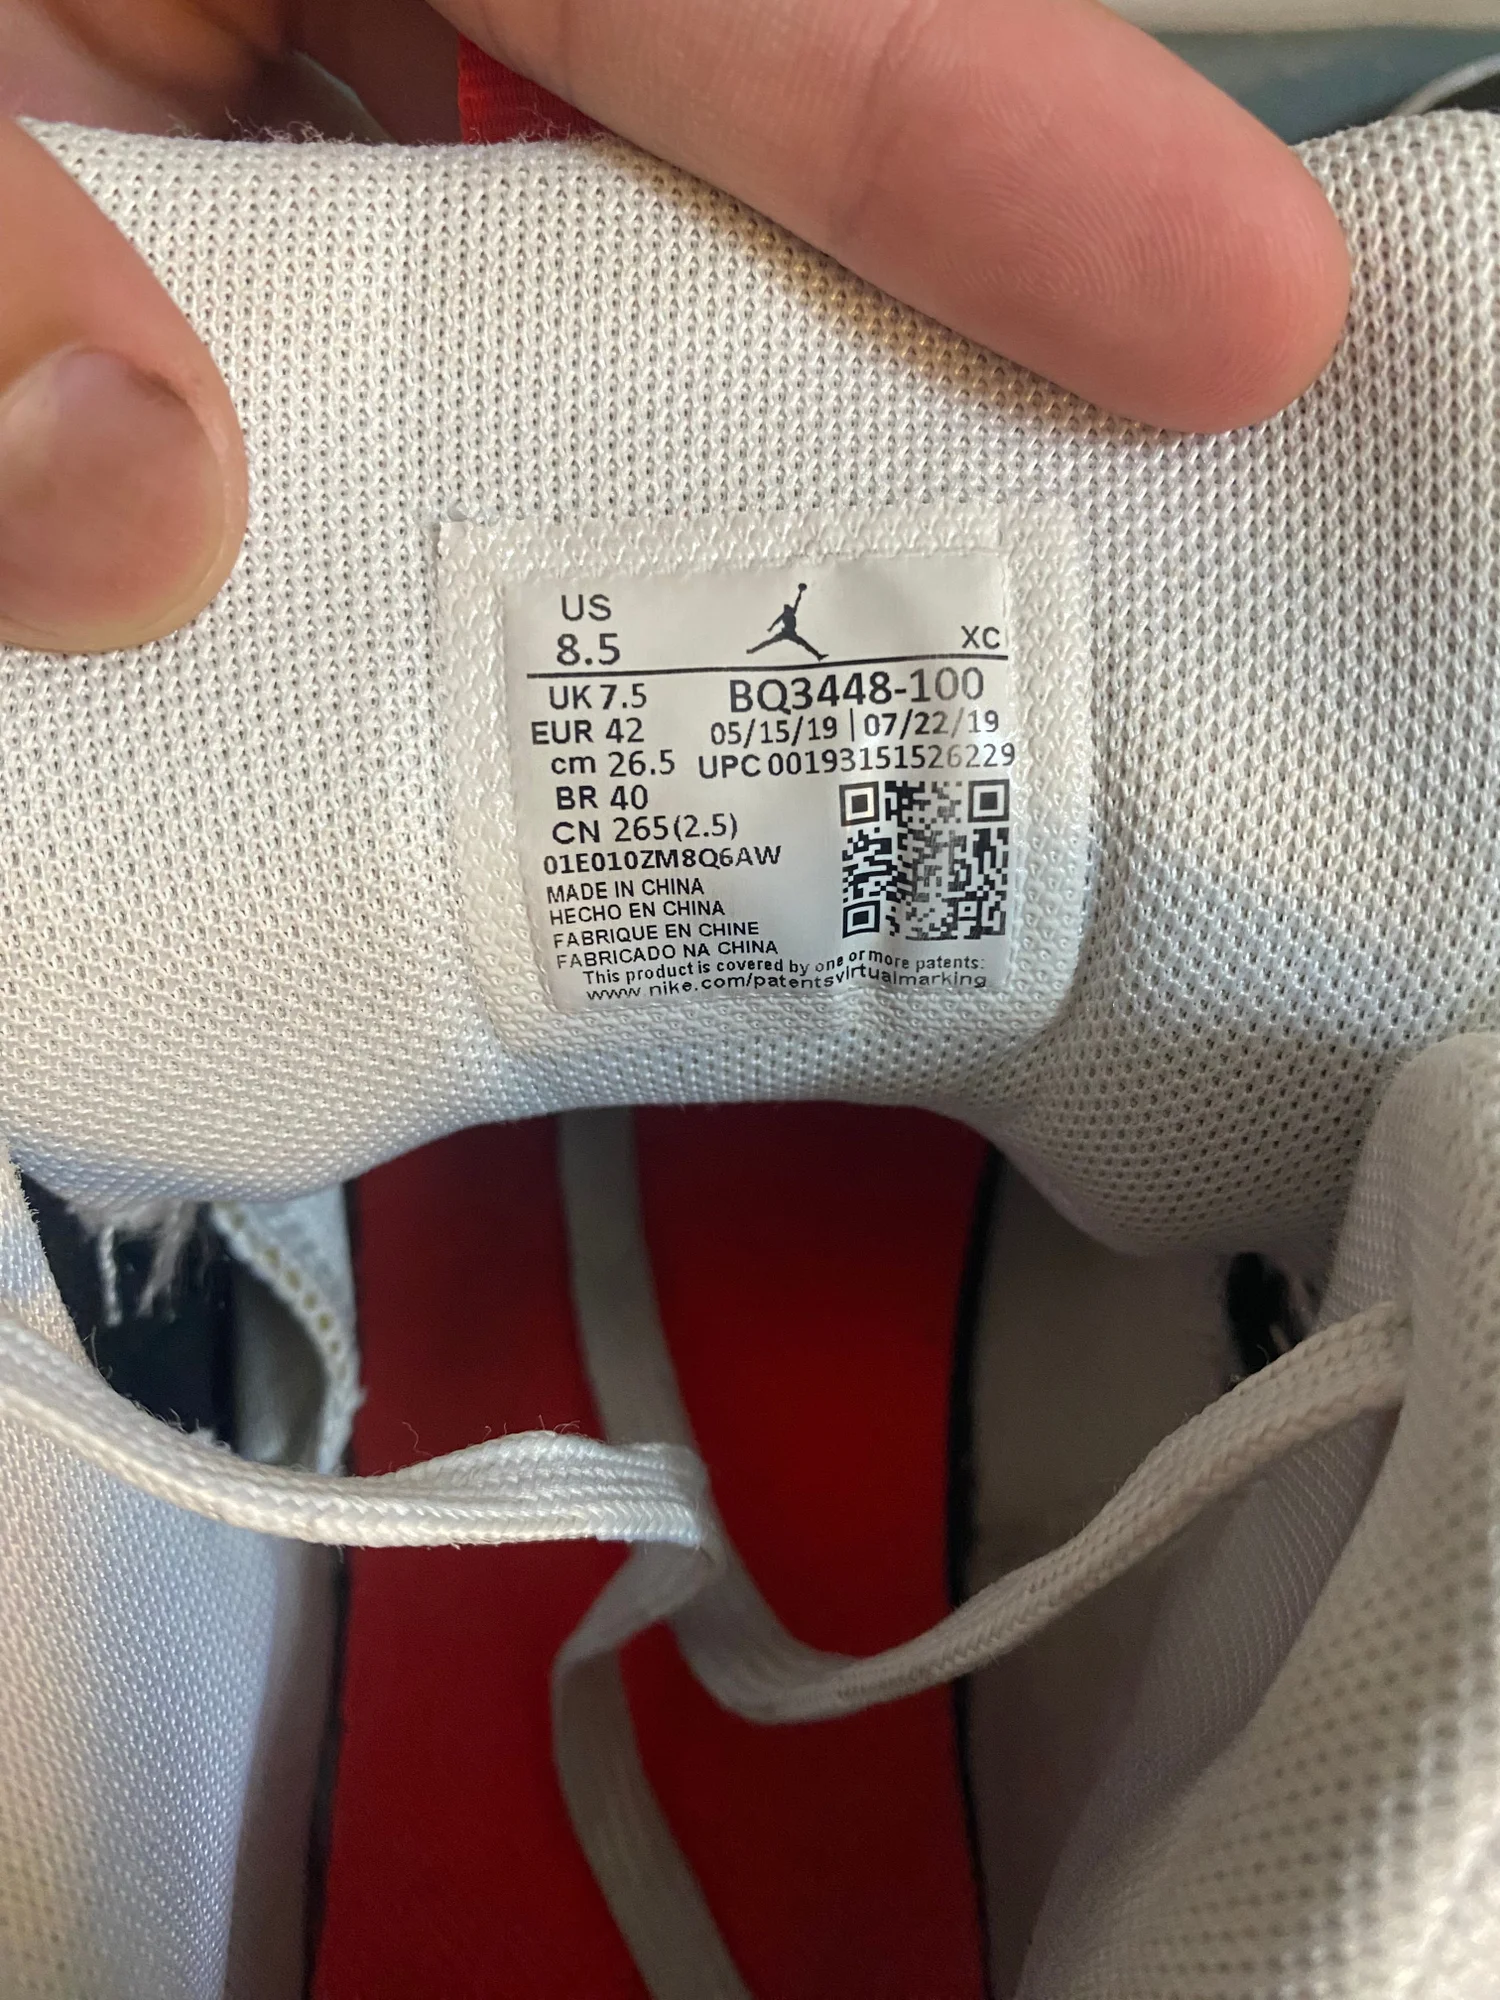 US
8.5
XC
UK 7.5
BQ3448-100
EUR 42
05/15/19 | 07/22/19
cm 26.5
UPC 00193151526229
BR 40
CN 265(2.5)
01E010ZM8Q6AW
MADE IN CHINA
HECHO EN CHINA
FABRIQUE EN CHINE
FABRICADO NA CHINA
This product is covered by one or more patents:
www.nike.com/patentsvirtualmarking